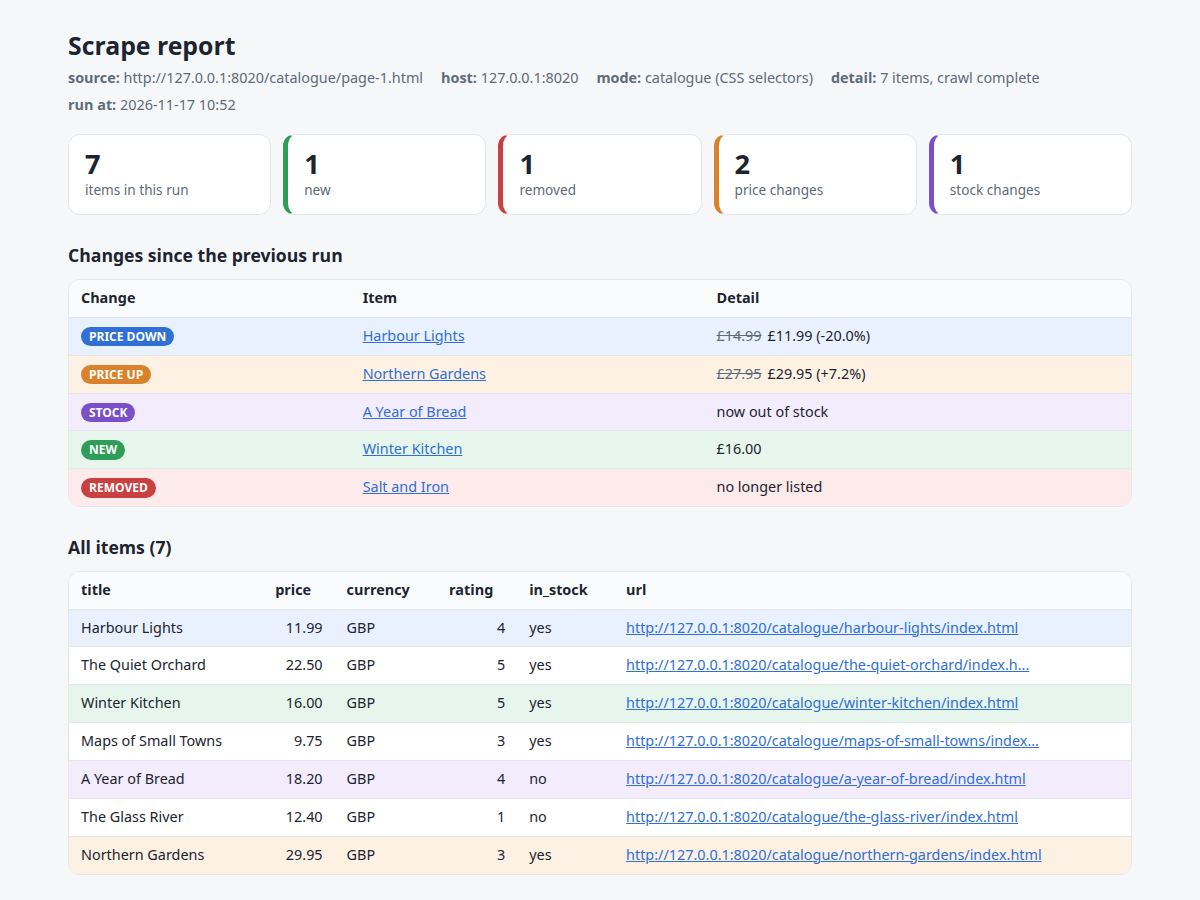 Scrape report
source: http://127.0.0.1:8020/catalogue/page-1.html host: 127.0.0.1:8020 mode: catalogue (CSS selectors) detail: 7 items, crawl complete
run at: 2026-11-17 10:52
7 1 1 2 1
items in this run new removed price changes stock changes
Changes since the previous run
Change Item Detail
PRICE DOWN Harbour Lights £14.99 £11.99 (-20.0%)
PRICE UP Northern Gardens £27.95 £29.95 (+7.2%)
STOCK A Year of Bread now out of stock
NEW Winter Kitchen £16.00
REMOVED Salt and Iron no longer listed
All items (7)
title price currency rating in_stock url
Harbour Lights 11.99 GBP 4 yes http://127.0.0.1:8020/catalogue/harbour-lights/index.html
The Quiet Orchard 22.50 GBP 5 yes http://127.0.0.1:8020/catalogue/the-quiet-orchard/index.h...
Winter Kitchen 16.00 GBP 5 yes http://127.0.0.1:8020/catalogue/winter-kitchen/index.html
Maps of Small Towns 9.75 GBP 3 yes http://127.0.0.1:8020/catalogue/maps-of-small-towns/index...
A Year of Bread 18.20 GBP 4 no http://127.0.0.1:8020/catalogue/a-year-of-bread/index.html
The Glass River 12.40 GBP 1 no http://127.0.0.1:8020/catalogue/the-glass-river/index.html
Northern Gardens 29.95 GBP 3 yes http://127.0.0.1:8020/catalogue/northern-gardens/index.html